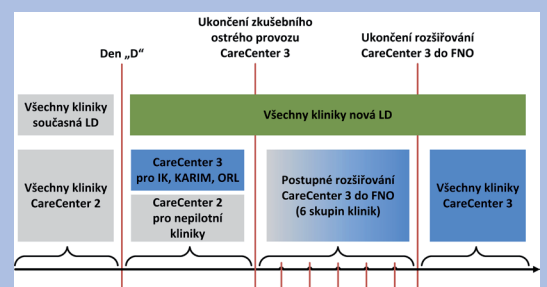 Den „D“
Ukončení zkušebního
ostrého provozu
CareCenter 3
Ukončení rozšiřování
CareCenter 3 do FNO
Všechny kliniky
současná LD
Všechny kliniky nová LD
Všechny kliniky
CareCenter 2
CareCenter 3
pro IK, KARIM, ORL
CareCenter 2
pro nepilotní
kliniky
Postupné rozšiřování
CareCenter 3 do FNO
(6 skupin klinik)
Všechny kliniky
CareCenter 3